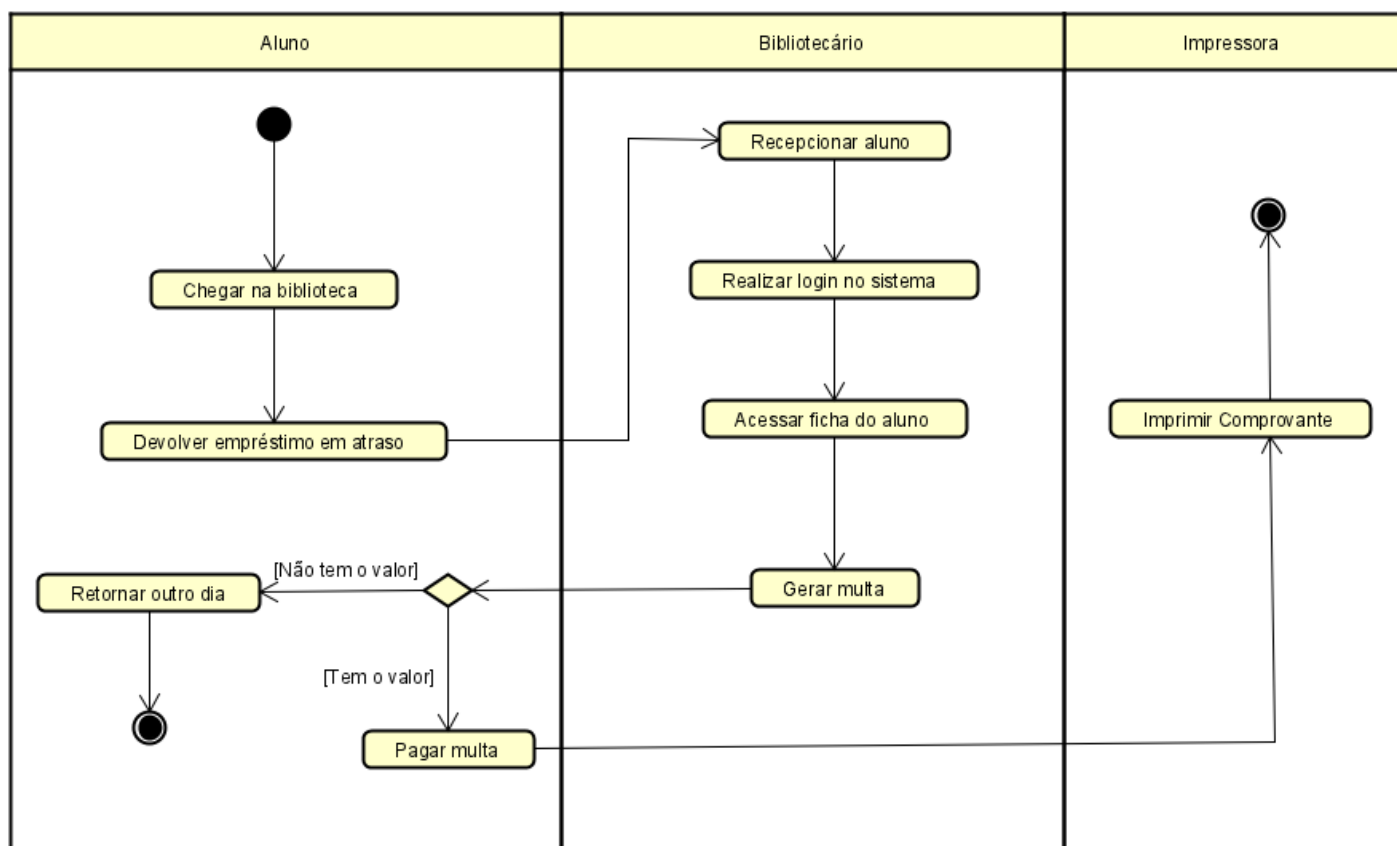 Aluno
Bibliotecário
Impressora
Recepcionar aluno
Chegar na biblioteca
Realizar login no sistema
Devolver empréstimo em atraso
Acessar ficha do aluno
Imprimir Comprovante
[Não tem o valor]
Retornar outro dia
Gerar multa
[Tem o valor]
Pagar multa